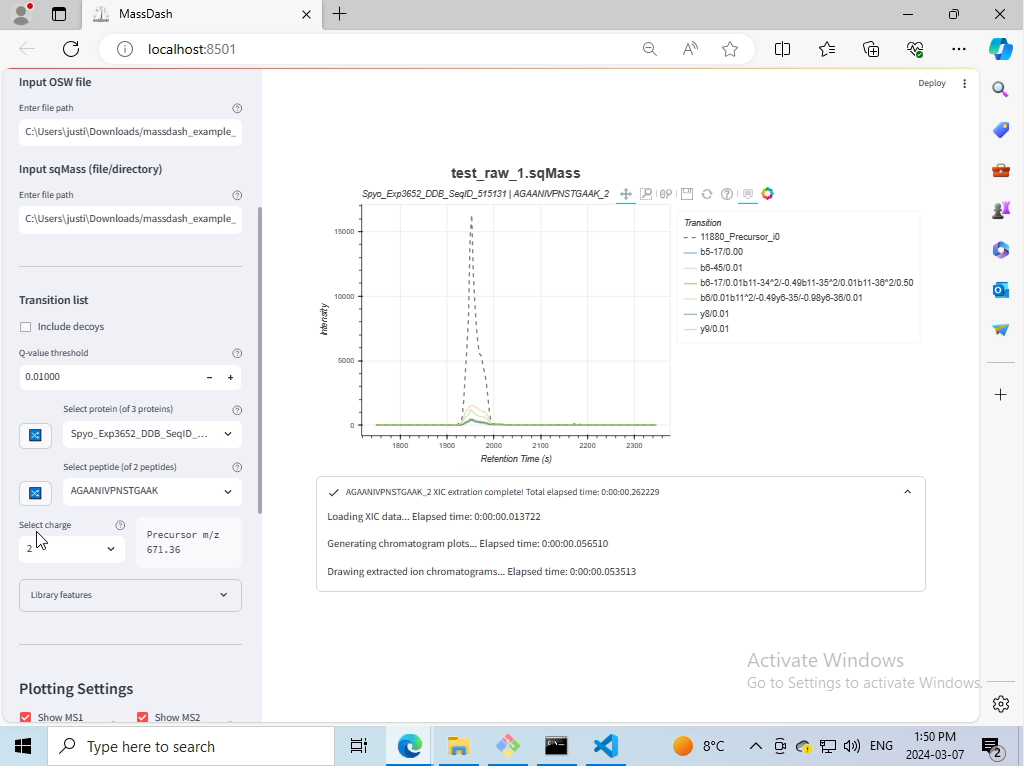 MassDash
localhost:8501
Deploy
Input OSW file
Enter file path
C:\Users\justi\Downloads/massdash_example_
Input sqMass (file/directory)
Enter file path
C:\Users\justi\Downloads/massdash_example_
Transition list
Include decoys
Q-value threshold
0.01000
Select protein (of 3 proteins)
Spyo_Exp3652_DDB_SeqID_...
Select peptide (of 2 peptides)
AGAANIVPNSTGAAK
Select charge
2
Precursor m/z
671.36
Library features
Plotting Settings
Show MS1
Show MS2
test_raw_1.sqMass
Spyo_Exp3652_DDB_SeqID_515131 | AGAANIVPNSTGAAK_2
Intensity
15000
10000
5000
0
1800 1900 2000 2100 2200 2300
Retention Time (s)
Transition
11880_Precursor_i0
b5-17/0.00
b6-45/0.01
b6-17/0.01b11-34^2/-0.49b11-35^2/0.01b11-36^2/0.50
b6/0.01b11^2/-0.49y6-35/-0.98y6-36/0.01
y8/0.01
y9/0.01
AGAANIVPNSTGAAK_2 XIC extration complete! Total elapsed time: 0:00:00.262229
Loading XIC data... Elapsed time: 0:00:00.013722
Generating chromatogram plots... Elapsed time: 0:00:00.056510
Drawing extracted ion chromatograms... Elapsed time: 0:00:00.053513
Activate Windows
Go to Settings to activate Windows.
Type here to search
8°C
ENG
1:50 PM
2024-03-07
2